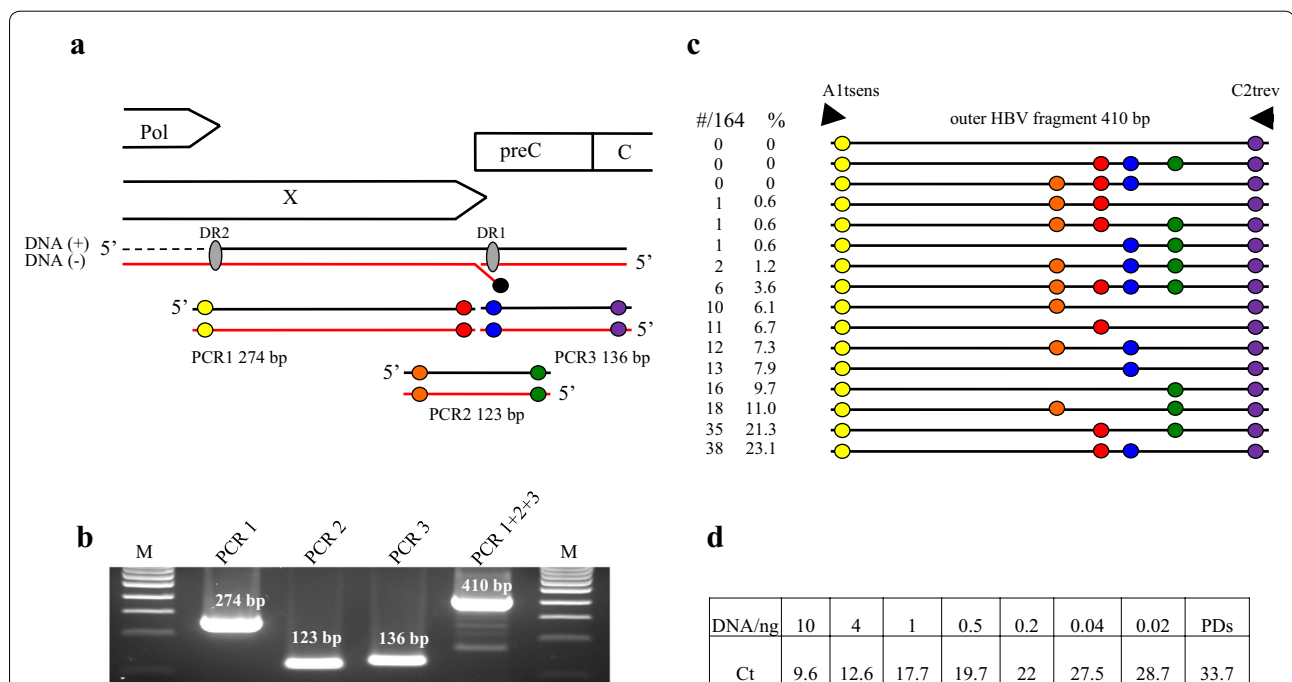 a
Pol
preC
C
X
DR2
DR1
DNA (+)
5’
DNA (-)
5’
5’
5’
PCR1 274 bp
PCR3 136 bp
5’
5’
PCR2 123 bp
b
M
PCR 1
PCR 2
PCR 3
PCR 1+2+3
M
274 bp
123 bp
136 bp
410 bp
c
A1tsens
C2trev
#/164 %
outer HBV fragment 410 bp
0 0
0 0
0 0
1 0.6
1 0.6
1 0.6
2 1.2
6 3.6
10 6.1
11 6.7
12 7.3
13 7.9
16 9.7
18 11.0
35 21.3
38 23.1
d
DNA/ng 10 4 1 0.5 0.2 0.04 0.02 PDs
Ct 9.6 12.6 17.7 19.7 22 27.5 28.7 33.7